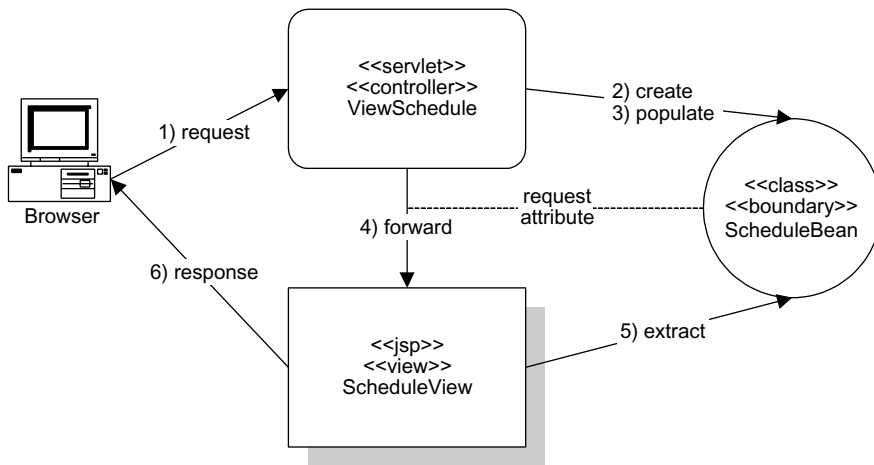 <<servlet>>
<<controller>>
ViewSchedule
2) create
3) populate
1) request
Browser
request
attribute
<<class>>
<<boundary>>
ScheduleBean
4) forward
6) response
5) extract
<<jsp>>
<<view>>
ScheduleView